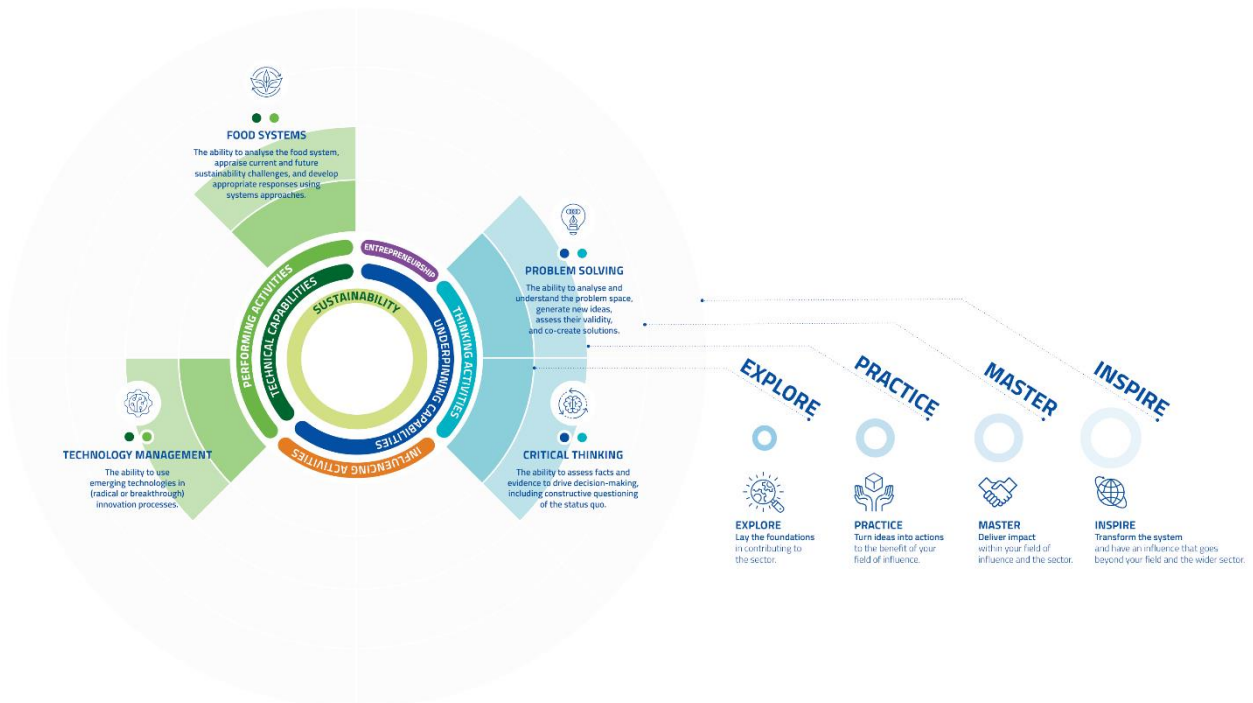 FOOD SYSTEMS
The ability to analyse the food system,
appraise current and future
sustainability challenges, and develop
appropriate responses using
systems approaches.
PROBLEM SOLVING
The ability to analyse and
understand the problem space,
generate new ideas,
assess their validity,
and co-create solutions.
ENTREPRENEURSHIP
PERFORMING ACTIVITIES
TECHNICAL CAPABILITIES
SUSTAINABILITY
UNDERPINNING CAPABILITIES
THINKING ACTIVITIES
INFLUENCING ACTIVITIES
TECHNOLOGY MANAGEMENT
The ability to use
emerging technologies in
(radical or breakthrough)
innovation processes.
CRITICAL THINKING
The ability to assess facts and
evidence to drive decision-making,
including constructive questioning
of the status quo.
EXPLORE
PRACTICE
MASTER
INSPIRE
EXPLORE
Lay the foundations
in contributing to
the sector.
PRACTICE
Turn ideas into actions
to the benefit of your
field of influence.
MASTER
Deliver impact
within your field of
influence and the sector.
INSPIRE
Transform the system
and have an influence that goes
beyond your field and the wider sector.